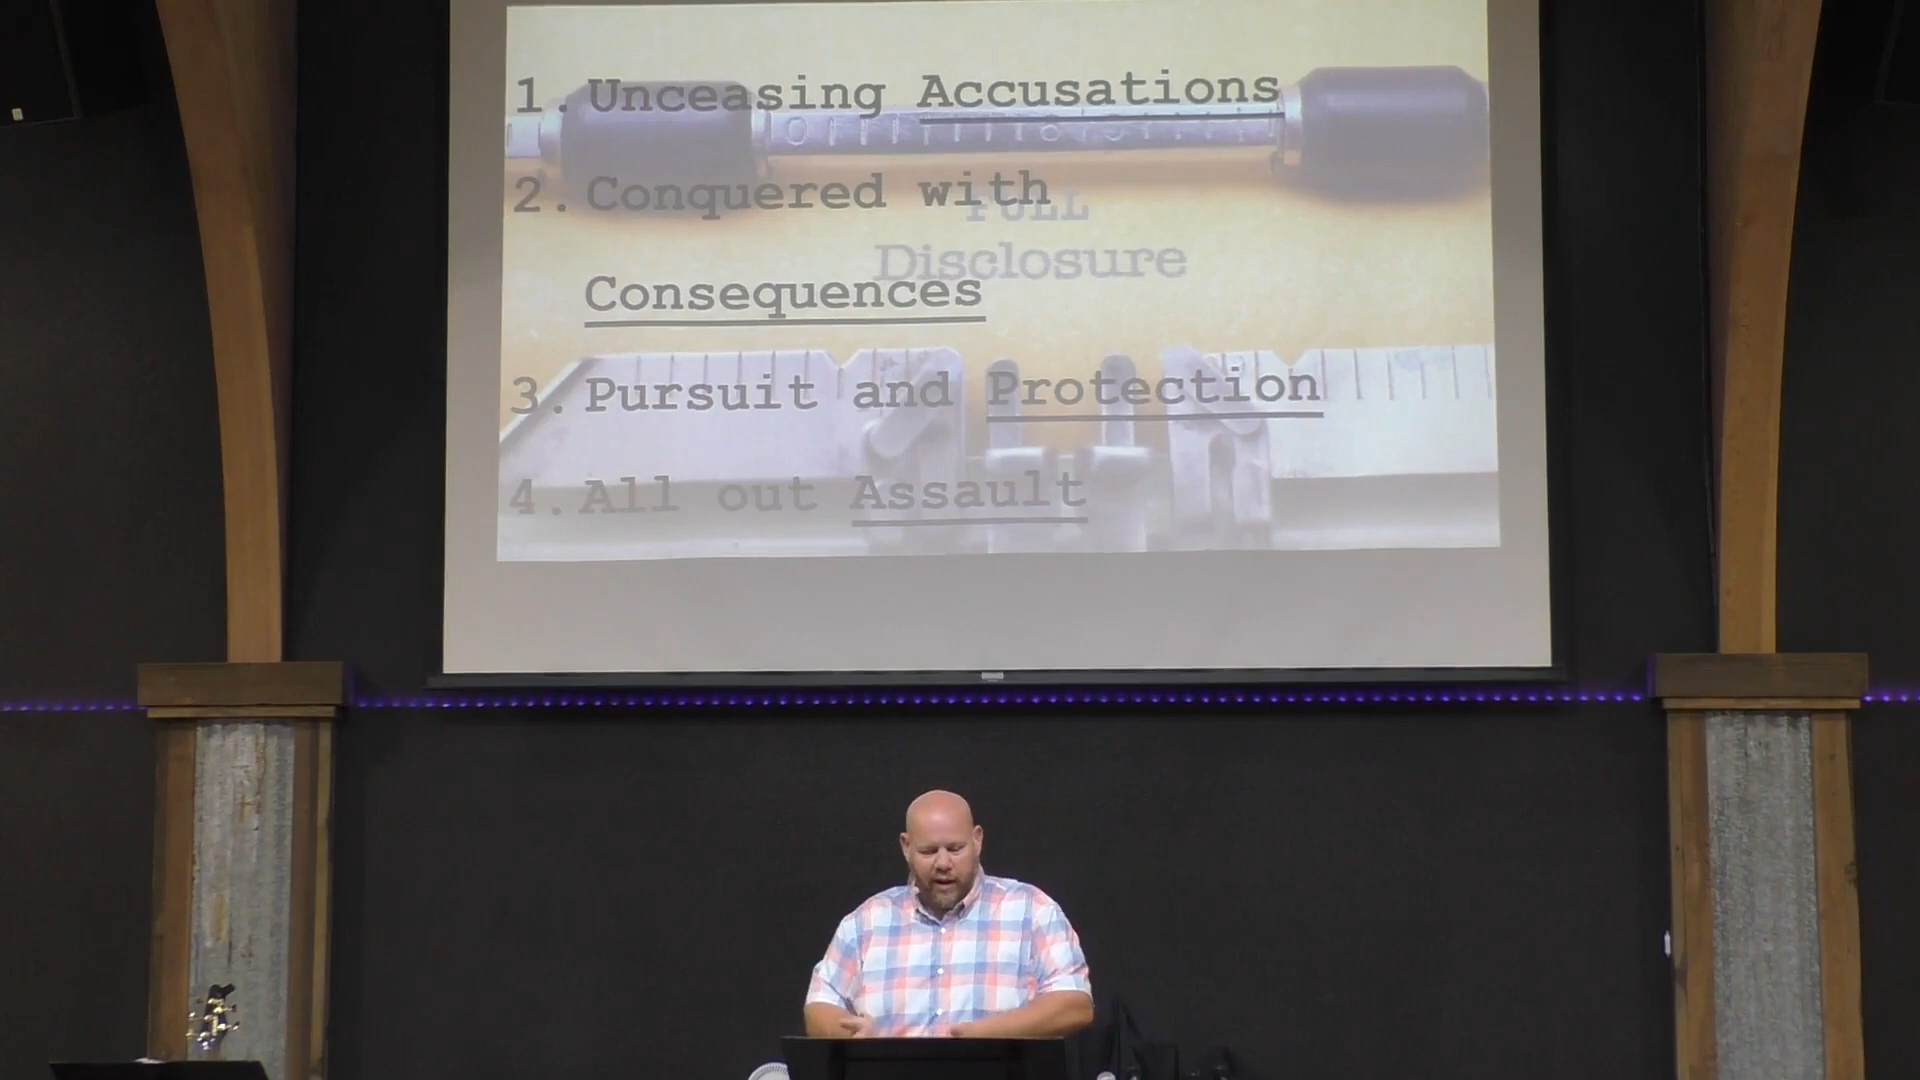 1. Unceasing Accusations
2. Conquered with
FULL
Disclosure
Consequences
3. Pursuit and Protection
4. All out Assault